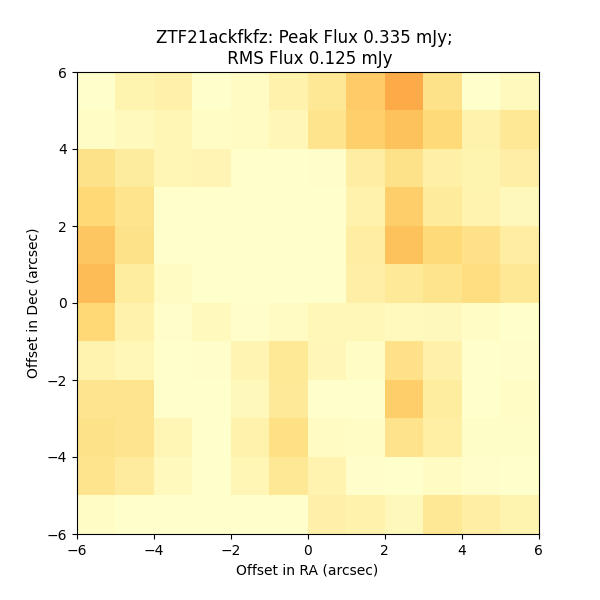 ZTF21ackfkfz: Peak Flux 0.335 mJy;
RMS Flux 0.125 mJy
6
4
2
0
−2
−4
−6
Offset in Dec (arcsec)
−6 −4 −2 0 2 4 6
Offset in RA (arcsec)